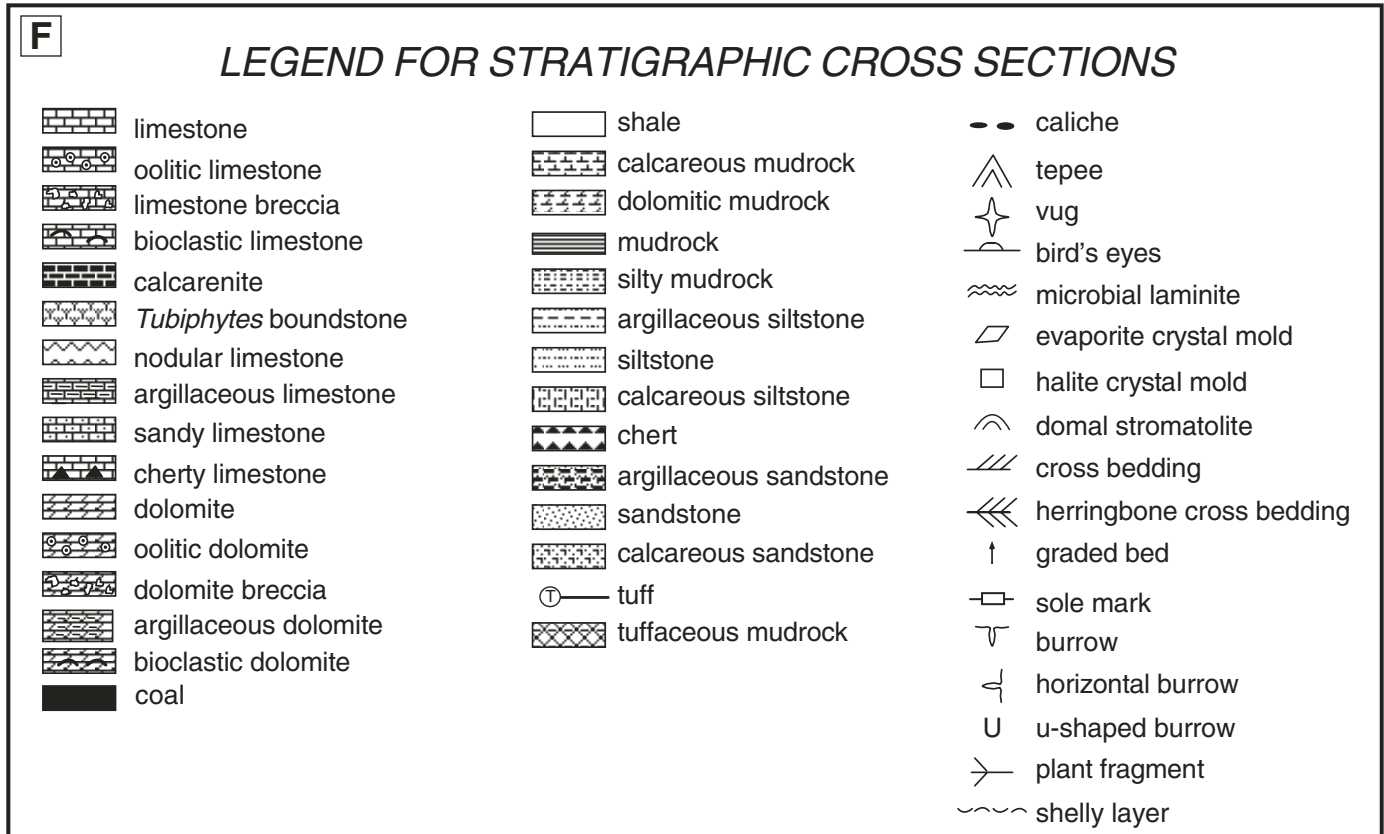 F
LEGEND FOR STRATIGRAPHIC CROSS SECTIONS
limestone
oolitic limestone
limestone breccia
bioclastic limestone
calcarenite
Tubiphytes boundstone
nodular limestone
argillaceous limestone
sandy limestone
cherty limestone
dolomite
oolitic dolomite
dolomite breccia
argillaceous dolomite
bioclastic dolomite
coal
shale
calcareous mudrock
dolomitic mudrock
mudrock
silty mudrock
argillaceous siltstone
siltstone
calcareous siltstone
chert
argillaceous sandstone
sandstone
calcareous sandstone
T tuff
tuffaceous mudrock
caliche
tepee
vug
bird's eyes
microbial laminite
evaporite crystal mold
halite crystal mold
domal stromatolite
cross bedding
herringbone cross bedding
graded bed
sole mark
burrow
horizontal burrow
U u-shaped burrow
plant fragment
shelly layer